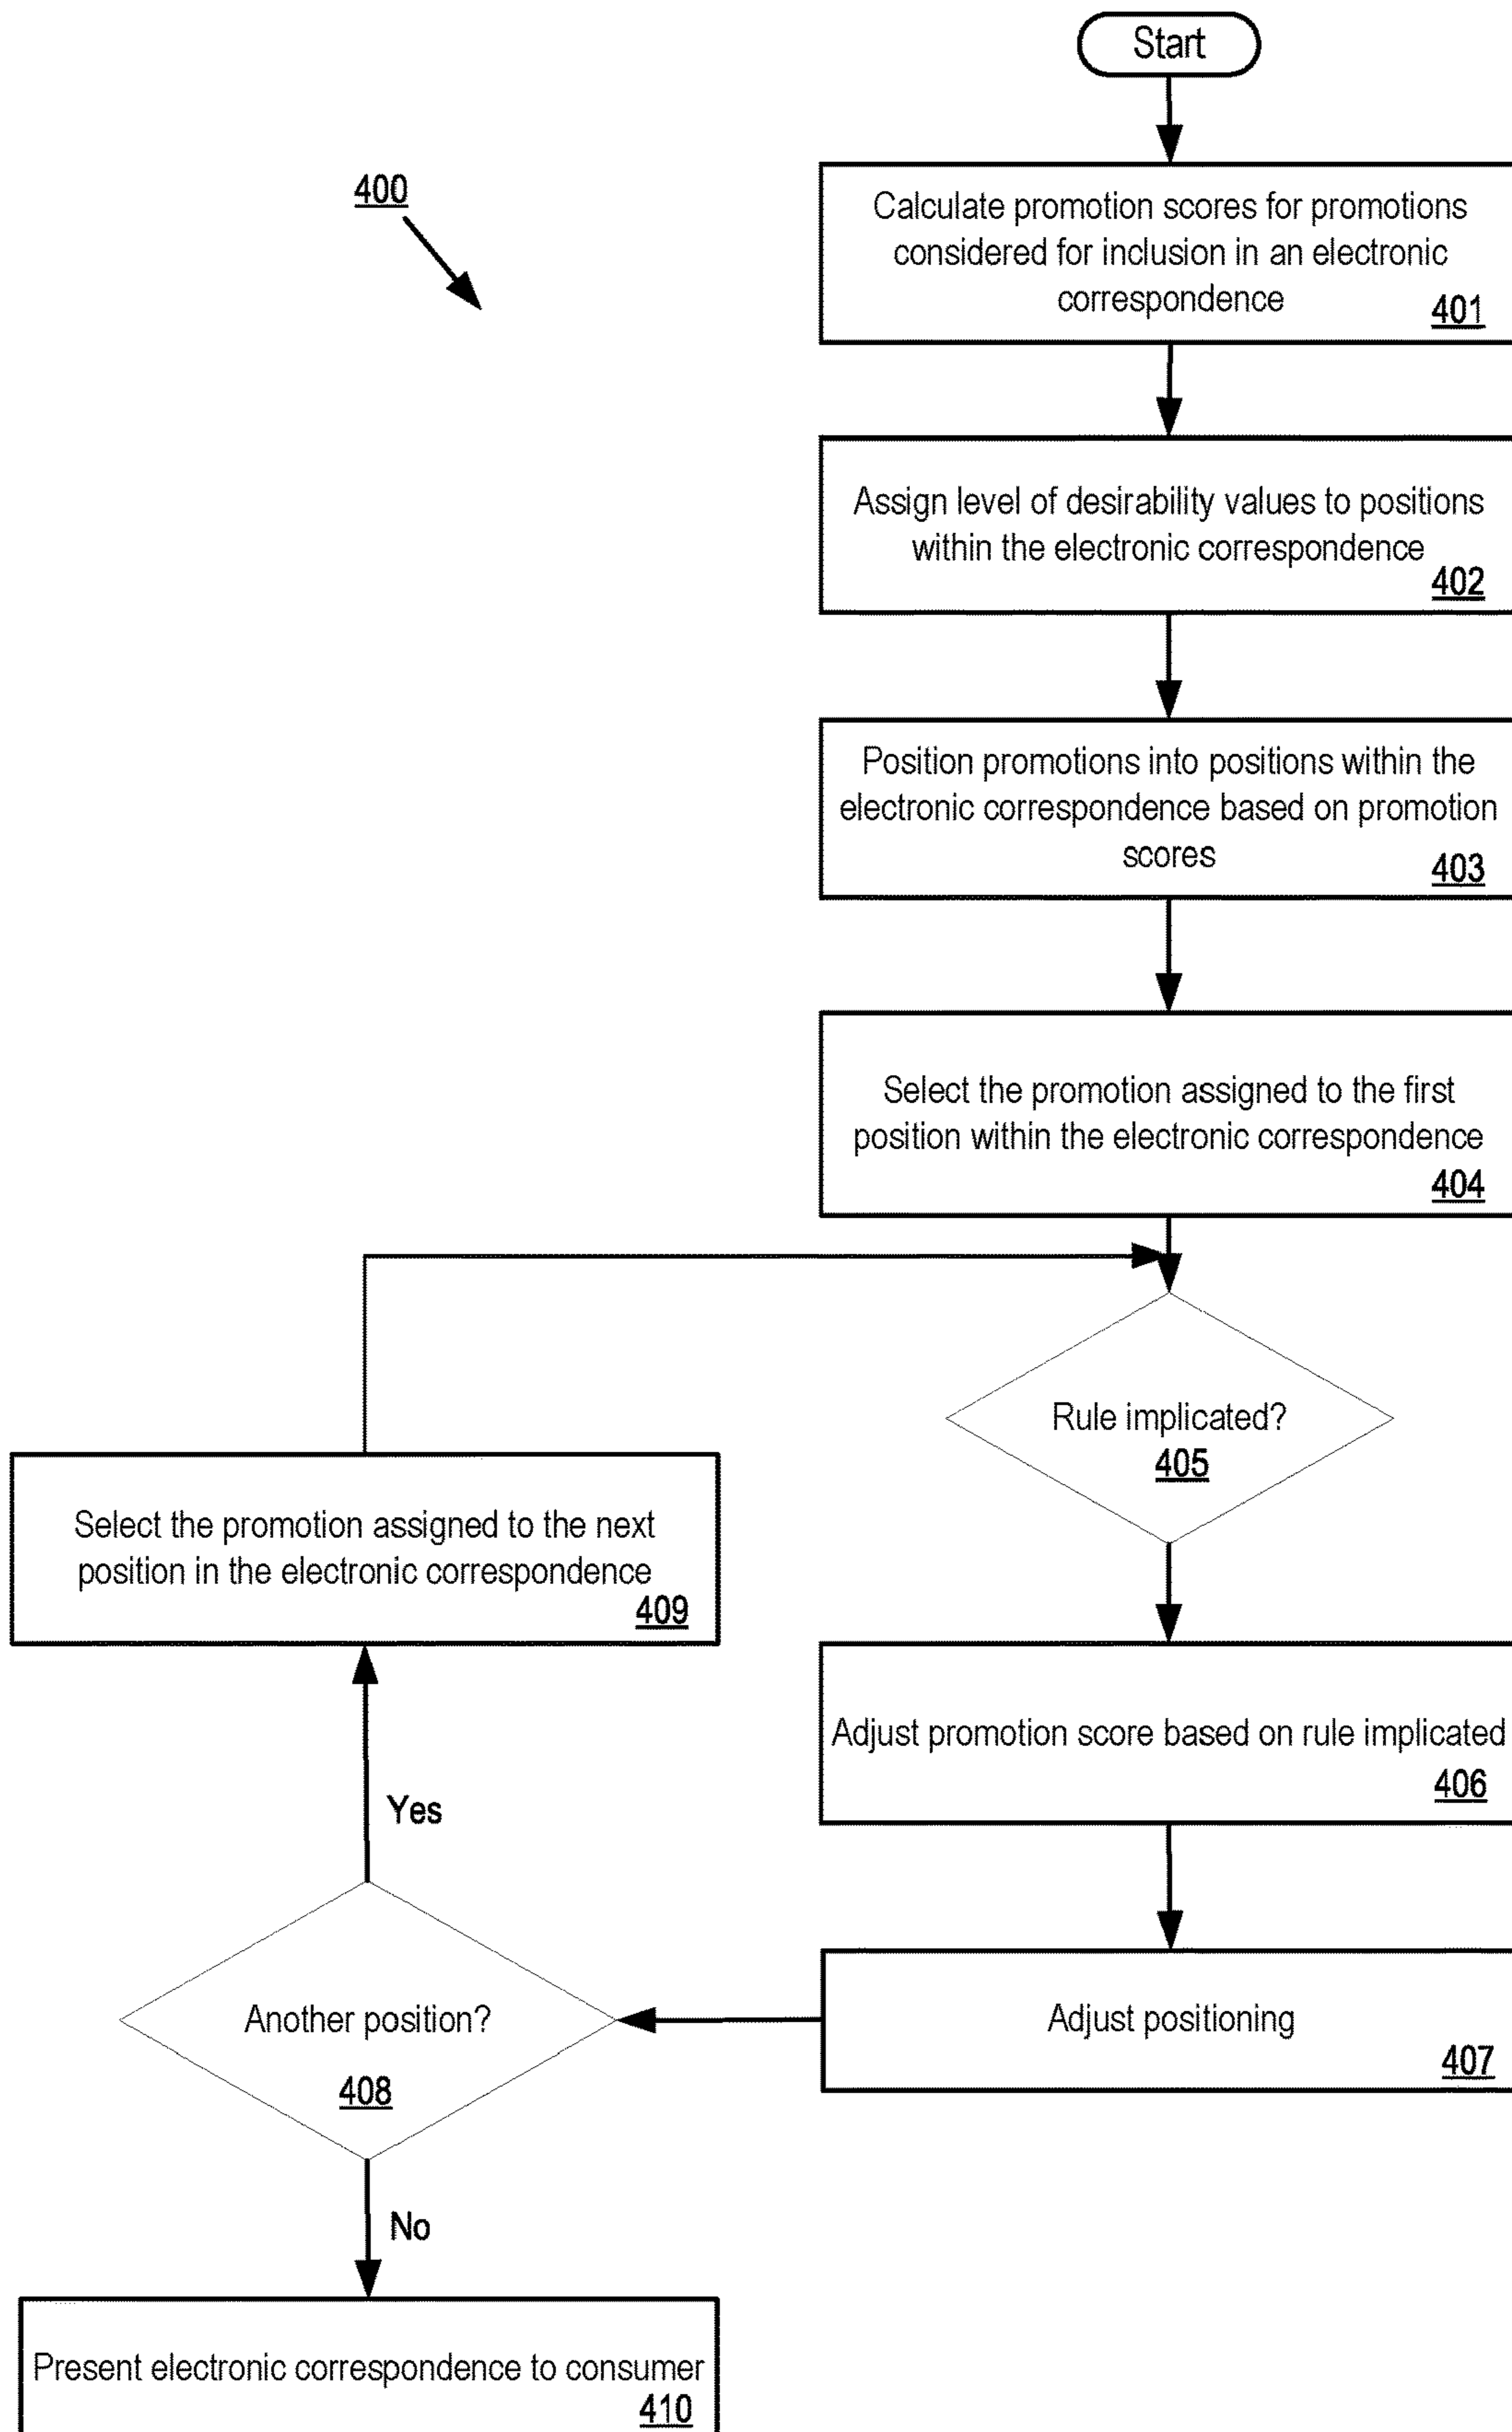 Start
400
Calculate promotion scores for promotions
considered for inclusion in an electronic
correspondence
401
Assign level of desirability values to positions
within the electronic correspondence
402
Position promotions into positions within the
electronic correspondence based on promotion
scores
403
Select the promotion assigned to the first
position within the electronic correspondence
404
Rule implicated?
405
Select the promotion assigned to the next
position in the electronic correspondence
409
Adjust promotion score based on rule implicated
406
Yes
Another position?
408
Adjust positioning
407
No
Present electronic correspondence to consumer
410